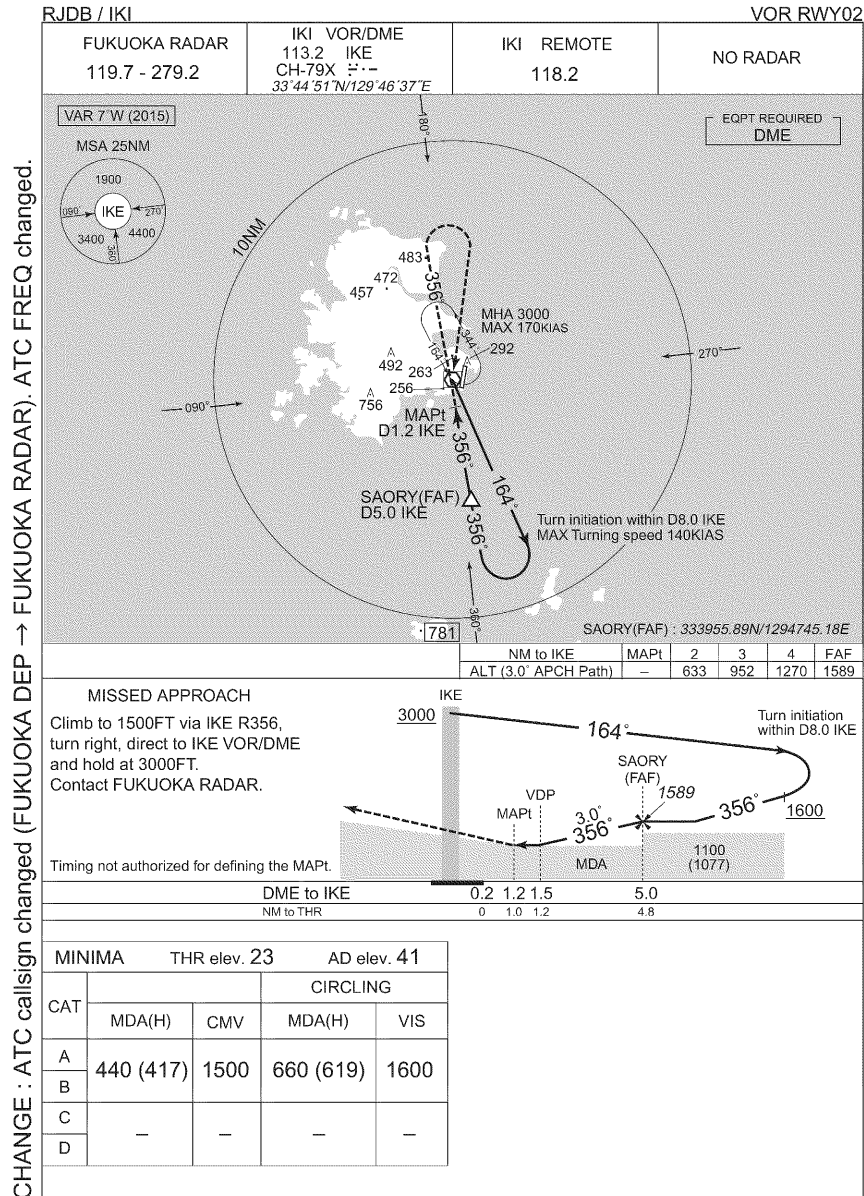 RJDB / IKI
VOR RWY02
FUKUOKA RADAR
119.7 - 279.2
IKI VOR/DME
113.2 IKE
CH-79X
33°44´51˝N/129°46´37˝E
IKI REMOTE
118.2
NO RADAR
CHANGE : ATC callsign changed (FUKUOKA DEP → FUKUOKA RADAR). ATC FREQ changed.
VAR 7˚W (2015)
MSA 25NM
1900
IKE
090°
270°
3400
4400
360°
EQPT REQUIRED
DME
180°
10NM
483
472
457
356°
MHA 3000
MAX 170KIAS
164°
344°
292
270°
492
263
256
756
090°
MAPt
D1.2 IKE
356°
164°
SAORY(FAF)
D5.0 IKE
356°
Turn initiation within D8.0 IKE
MAX Turning speed 140KIAS
360°
781
SAORY(FAF) : 333955.89N/1294745.18E
NM to IKE MAPt 2 3 4 FAF
ALT (3.0° APCH Path) – 633 952 1270 1589
MISSED APPROACH
Climb to 1500FT via IKE R356,
turn right, direct to IKE VOR/DME
and hold at 3000FT.
Contact FUKUOKA RADAR.
Timing not authorized for defining the MAPt.
IKE
3000
164°
Turn initiation
within D8.0 IKE
SAORY
(FAF)
1589
VDP
MAPt
3.0°
356°
356°
1600
MDA
1100
(1077)
DME to IKE 0.2 1.2 1.5 5.0
NM to THR 0 1.0 1.2 4.8
MINIMA THR elev. 23 AD elev. 41
CAT CIRCLING
MDA(H) CMV MDA(H) VIS
A
B
440 (417) 1500 660 (619) 1600
C
D
– – – –